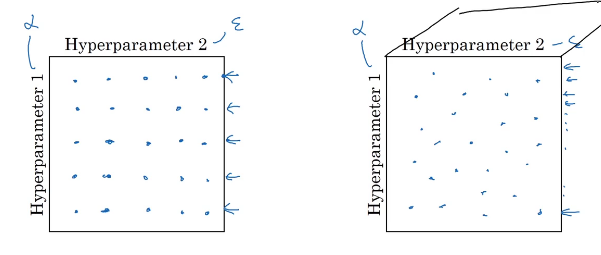 α
ε
Hyperparameter 2
Hyperparameter 1
α
ε
Hyperparameter 2
Hyperparameter 1